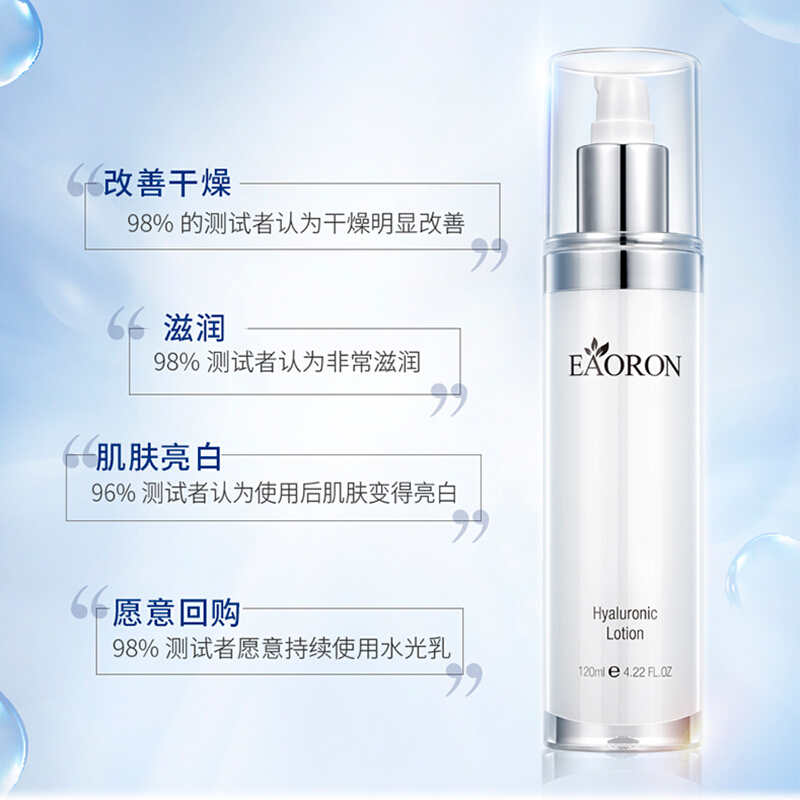 改善干燥
98% 的测试者认为干燥明显改善
滋润
98% 测试者认为非常滋润
肌肤亮白
96% 测试者认为使用后肌肤变得亮白
愿意回购
98% 测试者愿意持续使用水光乳
EAORON
Hyaluronic
Lotion
120ml e 4.22 FL.OZ